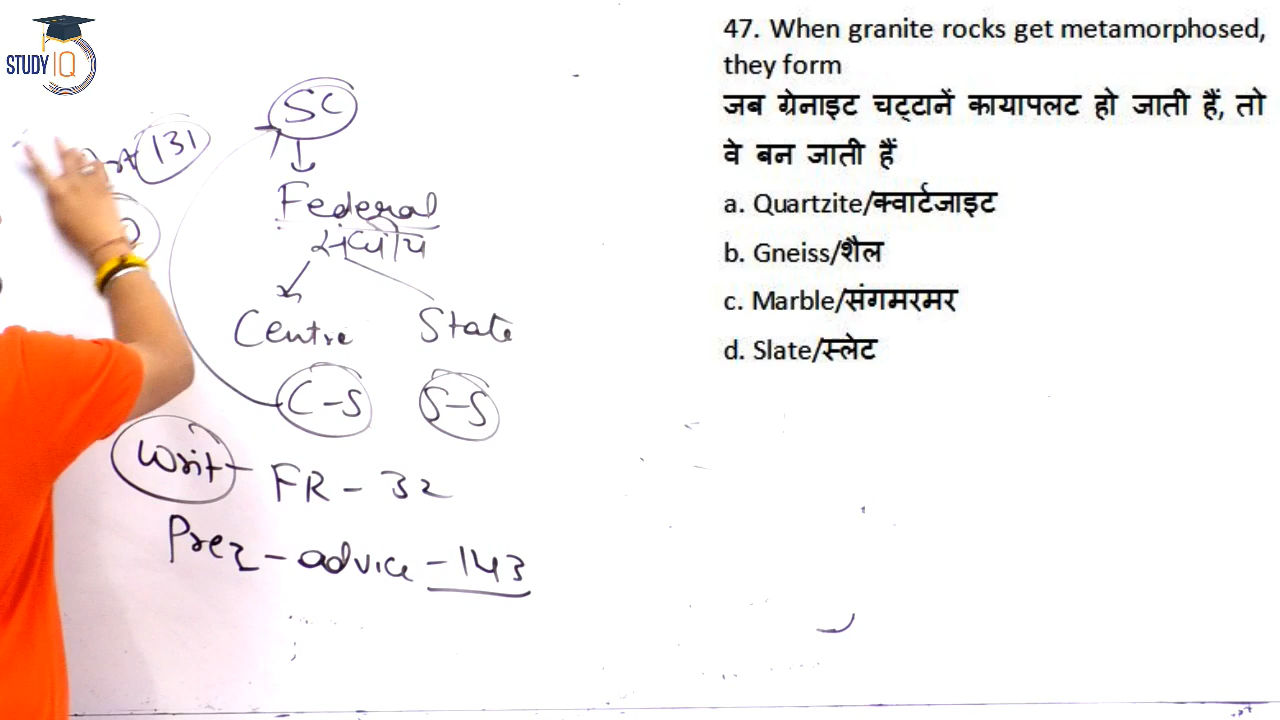 STUDY IQ
SC
Art 131
Federal
संघीय
Centre State
C-S S-S
Writ - FR - 32
Prez - advice - 143
47. When granite rocks get metamorphosed,
they form
जब ग्रेनाइट चट्टानें कायापलट हो जाती हैं, तो
वे बन जाती हैं
a. Quartzite/क्वार्टजाइट
b. Gneiss/शैल
c. Marble/संगमरमर
d. Slate/स्लेट